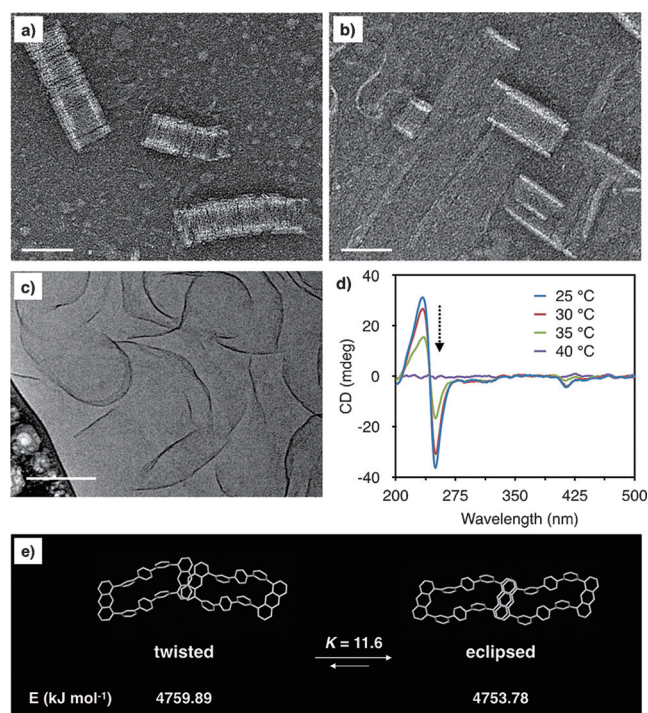 a)
b)
c)
d)
40
20
0
-20
-40
CD (mdeg)
25 °C
30 °C
35 °C
40 °C
200
275
350
425
500
Wavelength (nm)
e)
twisted
K = 11.6
eclipsed
E (kJ mol⁻¹)
4759.89
4753.78